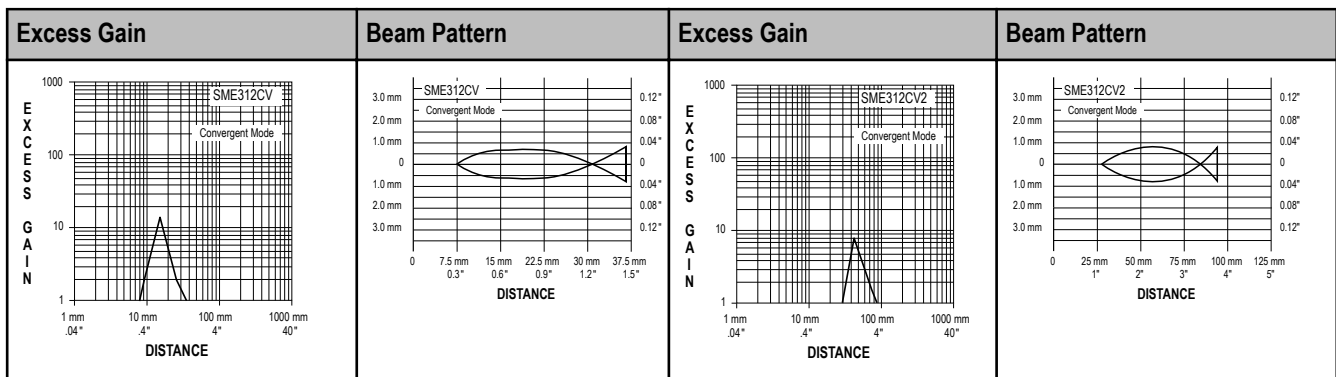 Excess Gain
Beam Pattern
Excess Gain
Beam Pattern
EXCESS GAIN
1000
100
10
1
SME312CV
Convergent Mode
1 mm
.04"
10 mm
.4"
100 mm
4"
1000 mm
40"
DISTANCE
SME312CV
Convergent Mode
3.0 mm
2.0 mm
1.0 mm
0
1.0 mm
2.0 mm
3.0 mm
0.12"
0.08"
0.04"
0
0.04"
0.08"
0.12"
0
7.5 mm
0.3"
15 mm
0.6"
22.5 mm
0.9"
30 mm
1.2"
37.5 mm
1.5"
DISTANCE
EXCESS GAIN
1000
100
10
1
SME312CV2
Convergent Mode
1 mm
.04"
10 mm
.4"
100 mm
4"
1000 mm
40"
DISTANCE
SME312CV2
Convergent Mode
3.0 mm
2.0 mm
1.0 mm
0
1.0 mm
2.0 mm
3.0 mm
0.12"
0.08"
0.04"
0
0.04"
0.08"
0.12"
0
25 mm
1"
50 mm
2"
75 mm
3"
100 mm
4"
125 mm
5"
DISTANCE